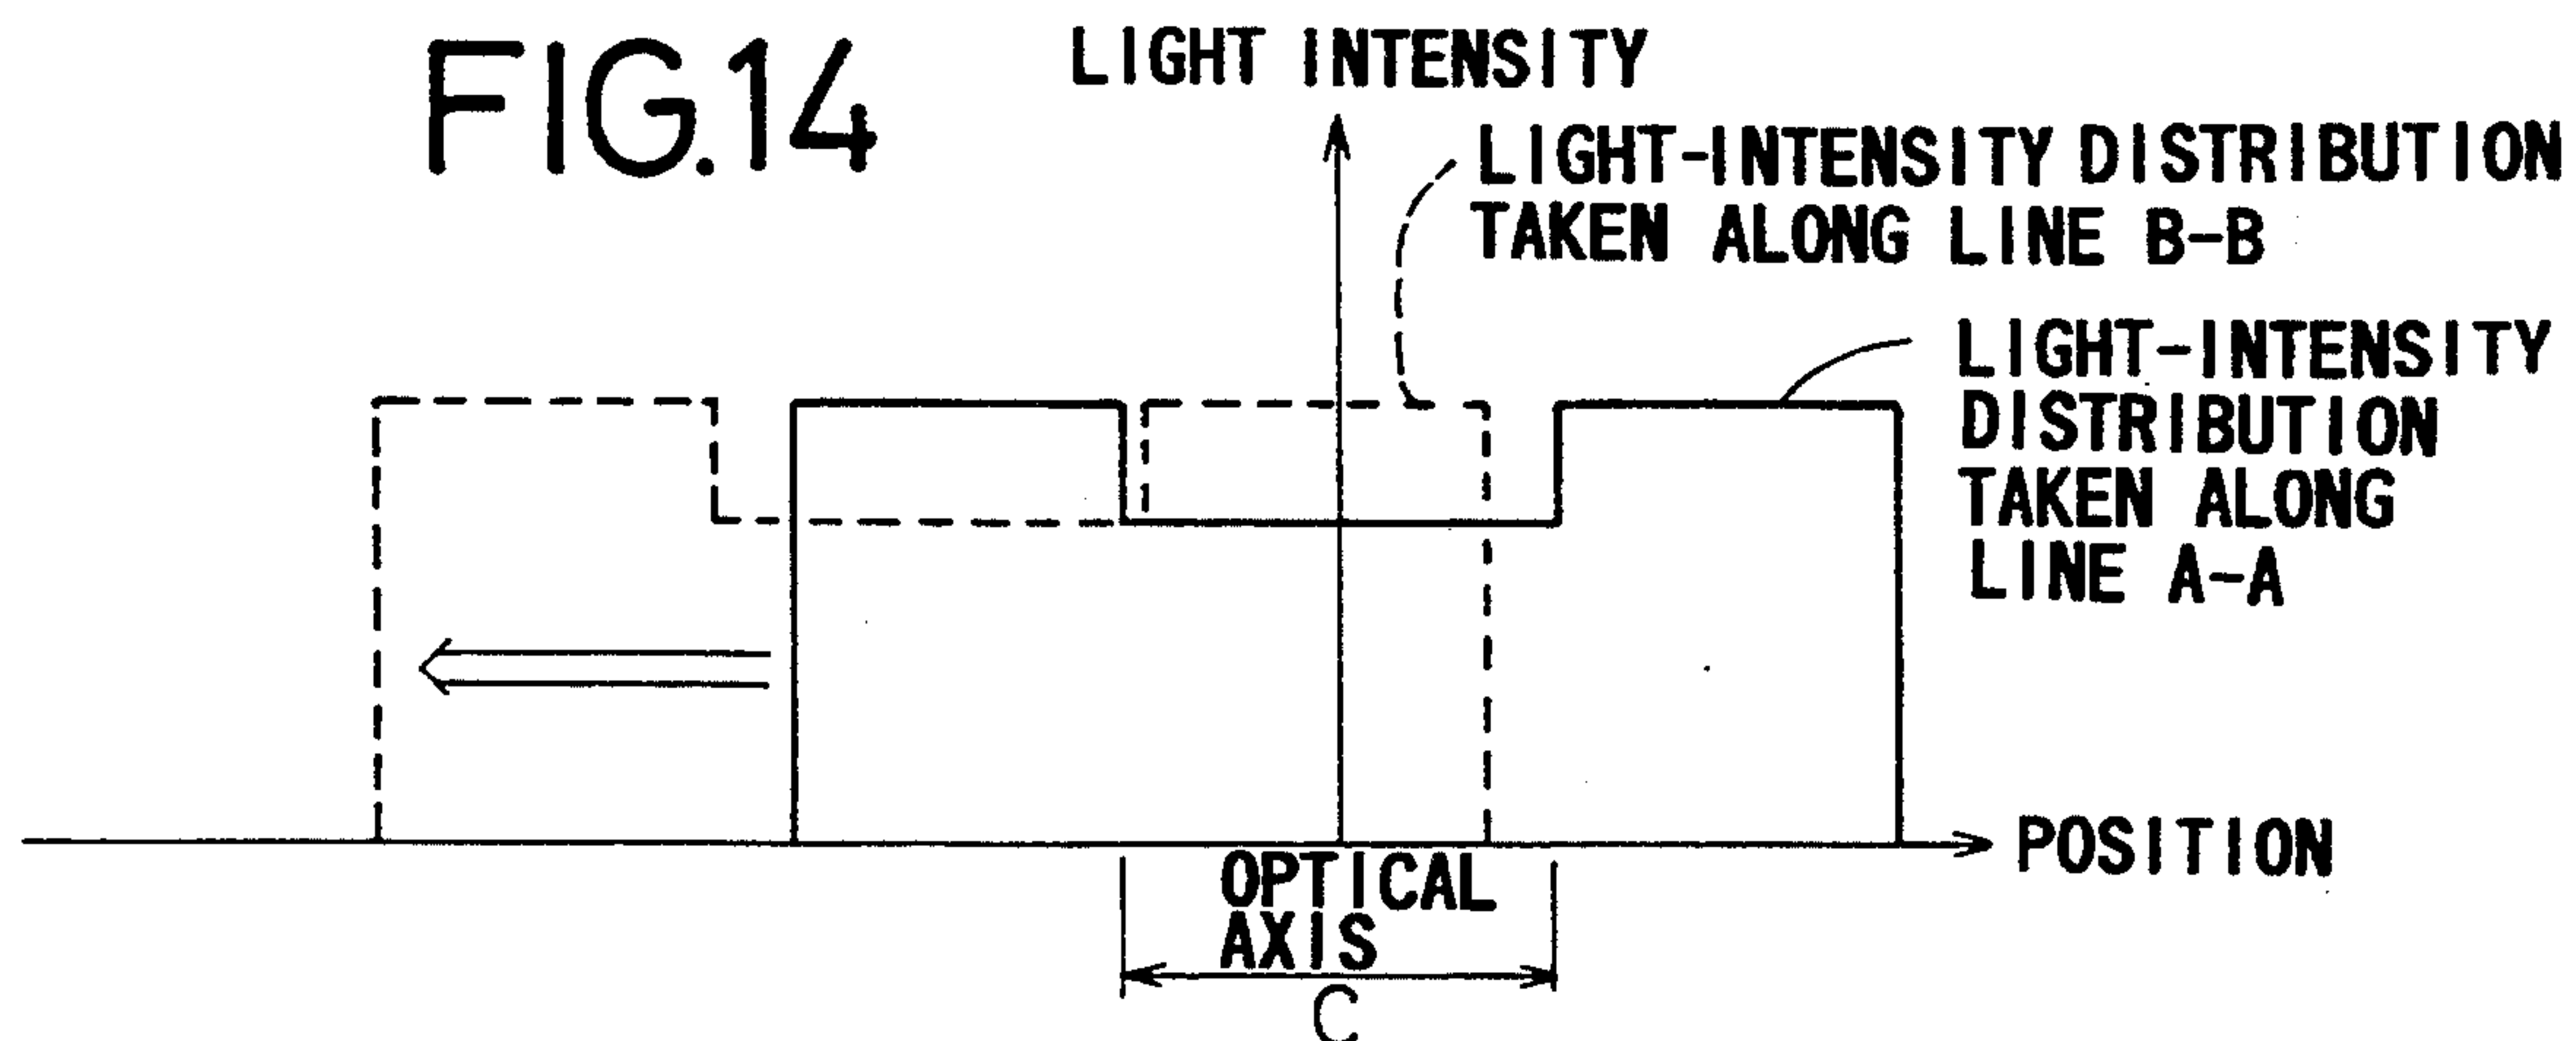 FIG.14
LIGHT INTENSITY
LIGHT-INTENSITY DISTRIBUTION
TAKEN ALONG LINE B-B
LIGHT-INTENSITY
DISTRIBUTION
TAKEN ALONG
LINE A-A
POSITION
OPTICAL
AXIS
C